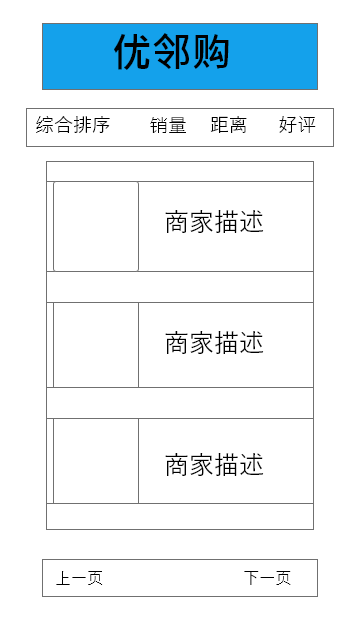 优邻购
综合排序 销量 距离 好评
商家描述
商家描述
商家描述
上一页 下一页